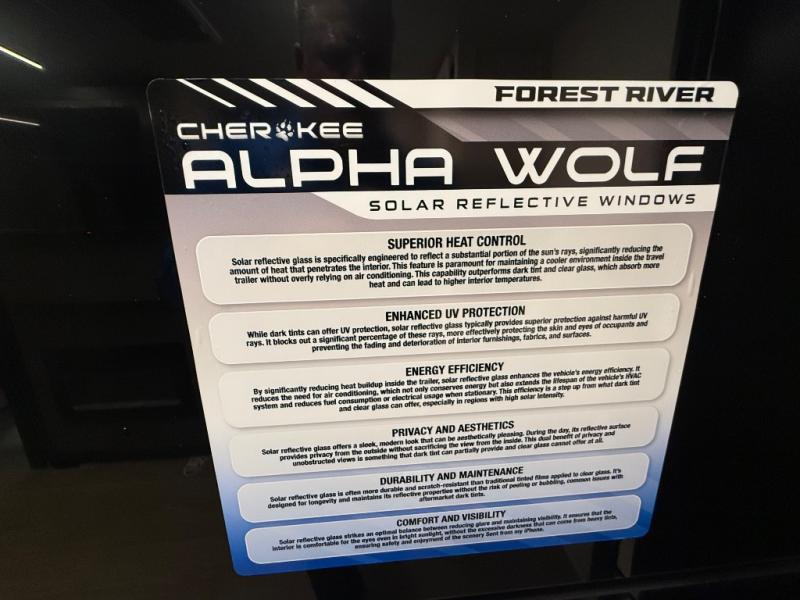 FOREST RIVER
CHEROKEE
ALPHA WOLF
SOLAR REFLECTIVE WINDOWS
SUPERIOR HEAT CONTROL
Solar reflective glass is specifically engineered to reflect a substantial portion of the sun's rays, significantly reducing the
amount of heat that penetrates the interior. This feature is paramount for maintaining a cooler environment inside the travel
trailer without overly relying on air conditioning. This capability outperforms dark tint and clear glass, which absorb more
heat and can lead to higher interior temperatures.
ENHANCED UV PROTECTION
While dark tints can offer UV protection, solar reflective glass typically provides superior protection against harmful UV
rays. It blocks out a significant percentage of these rays, more effectively protecting the skin and eyes of occupants and
preventing the fading and deterioration of interior furnishings, fabrics, and surfaces.
ENERGY EFFICIENCY
By significantly reducing heat buildup inside the trailer, solar reflective glass enhances the vehicle's energy efficiency. It
reduces the need for air conditioning, which not only conserves energy but also extends the lifespan of the vehicle's HVAC
system and reduces fuel consumption or electrical usage when stationary. This efficiency is a step up from what dark tint
and clear glass can offer, especially in regions with high solar intensity.
PRIVACY AND AESTHETICS
Solar reflective glass offers a sleek, modern look that can be aesthetically pleasing. During the day, its reflective surface
provides privacy from the outside without sacrificing the view from the inside. This dual benefit of privacy and
unobstructed views is something that dark tint can partially provide and clear glass cannot offer at all.
DURABILITY AND MAINTENANCE
Solar reflective glass is often more durable and scratch-resistant than traditional tinted films applied to clear glass. It's
designed for longevity and maintains its reflective properties without the risk of peeling or bubbling, common issues with
aftermarket dark tints.
COMFORT AND VISIBILITY
Solar reflective glass strikes an optimal balance between reducing glare and maintaining visibility. It ensures that the
interior is comfortable for the eyes even in bright sunlight, without the excessive darkness that can come from heavy tints,
ensuring safety and enjoyment of the scenery Sent from my iPhone.